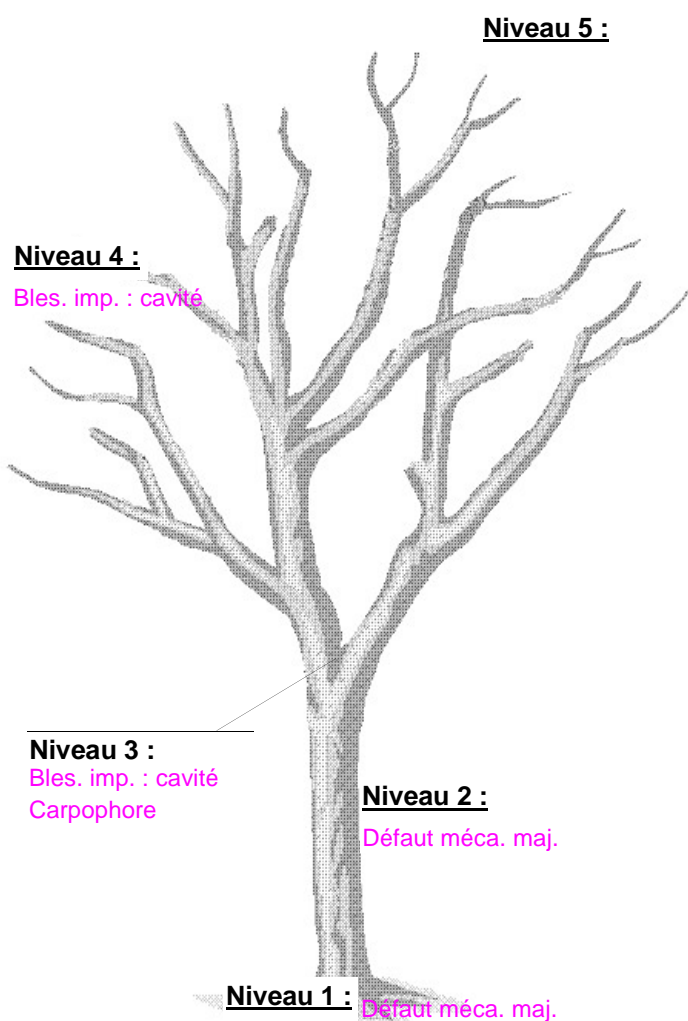 Niveau 5 :
Niveau 4 :
Bles. imp. : cavité
Niveau 3 :
Bles. imp. : cavité
Carpophore
Niveau 2 :
Défaut méca. maj.
Niveau 1 :
Défaut méca. maj.